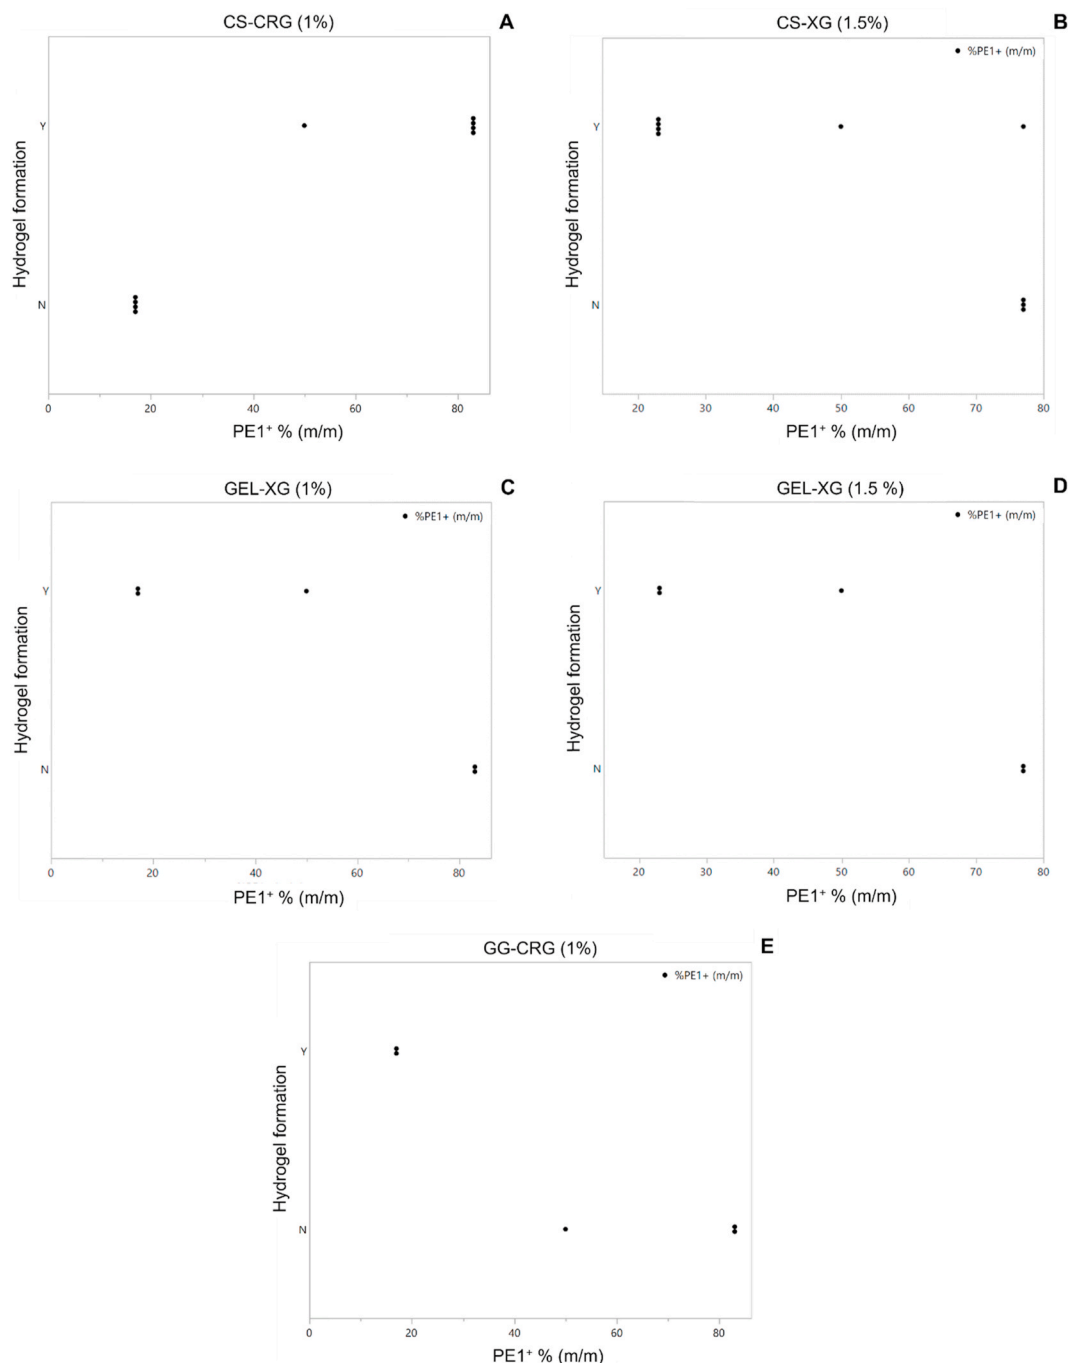 CS-CRG (1%)
A
Y
N
Hydrogel formation
0 20 40 60 80
PE1⁺ % (m/m)
CS-XG (1.5%)
B
%PE1+ (m/m)
Y
N
Hydrogel formation
20 30 40 50 60 70 80
PE1⁺ % (m/m)
GEL-XG (1%)
C
%PE1+ (m/m)
Y
N
Hydrogel formation
0 20 40 60 80
PE1⁺ % (m/m)
GEL-XG (1.5 %)
D
%PE1+ (m/m)
Y
N
Hydrogel formation
20 30 40 50 60 70 80
PE1⁺ % (m/m)
GG-CRG (1%)
E
%PE1+ (m/m)
Y
N
Hydrogel formation
0 20 40 60 80
PE1⁺ % (m/m)